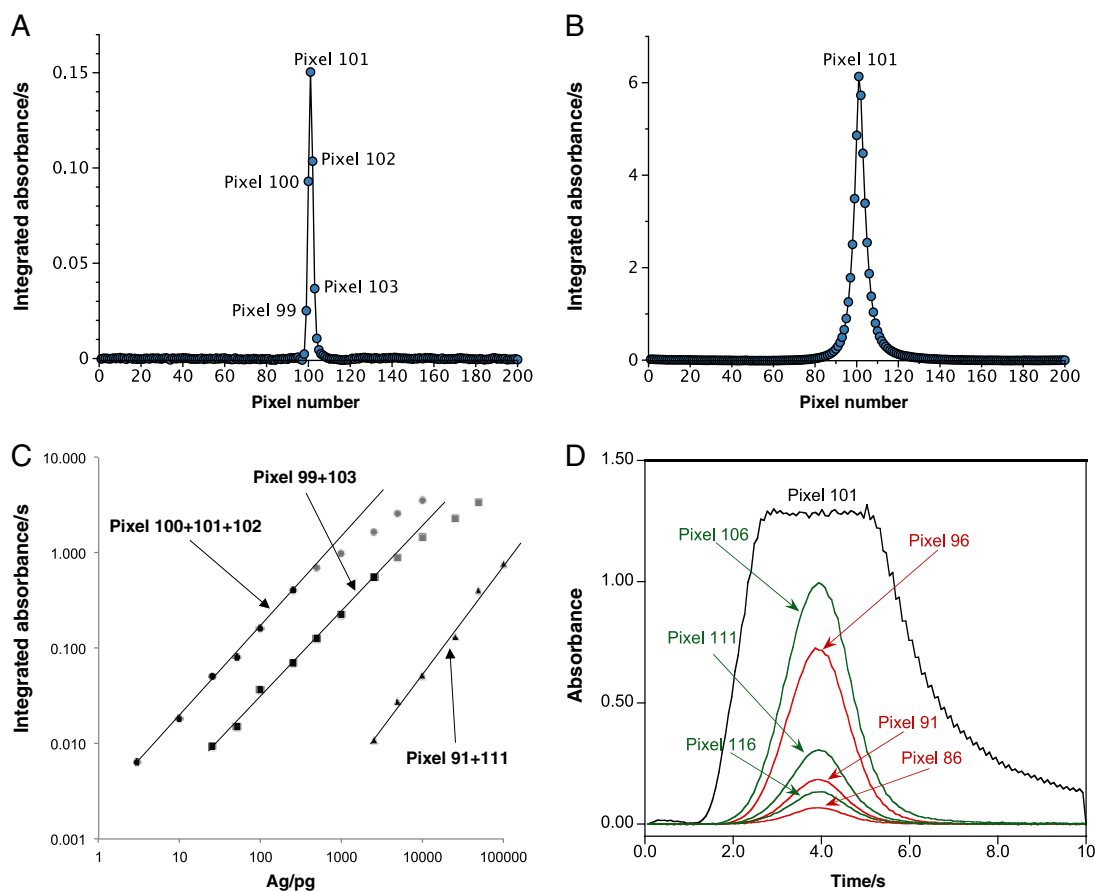 A
Integrated absorbance/s
0.15
0.10
0.05
0
Pixel 101
Pixel 102
Pixel 100
Pixel 103
Pixel 99
0 20 40 60 80 100 120 140 160 180 200
Pixel number
B
Integrated absorbance/s
6
4
2
0
Pixel 101
0 20 40 60 80 100 120 140 160 180 200
Pixel number
C
Integrated absorbance/s
10.000
1.000
0.100
0.010
0.001
Pixel 99+103
Pixel 100+101+102
Pixel 91+111
1 10 100 1000 10000 100000
Ag/pg
D
Absorbance
1.50
1.00
0.50
0.00
Pixel 101
Pixel 106
Pixel 96
Pixel 111
Pixel 91
Pixel 116
Pixel 86
0.0 2.0 4.0 6.0 8.0 10
Time/s